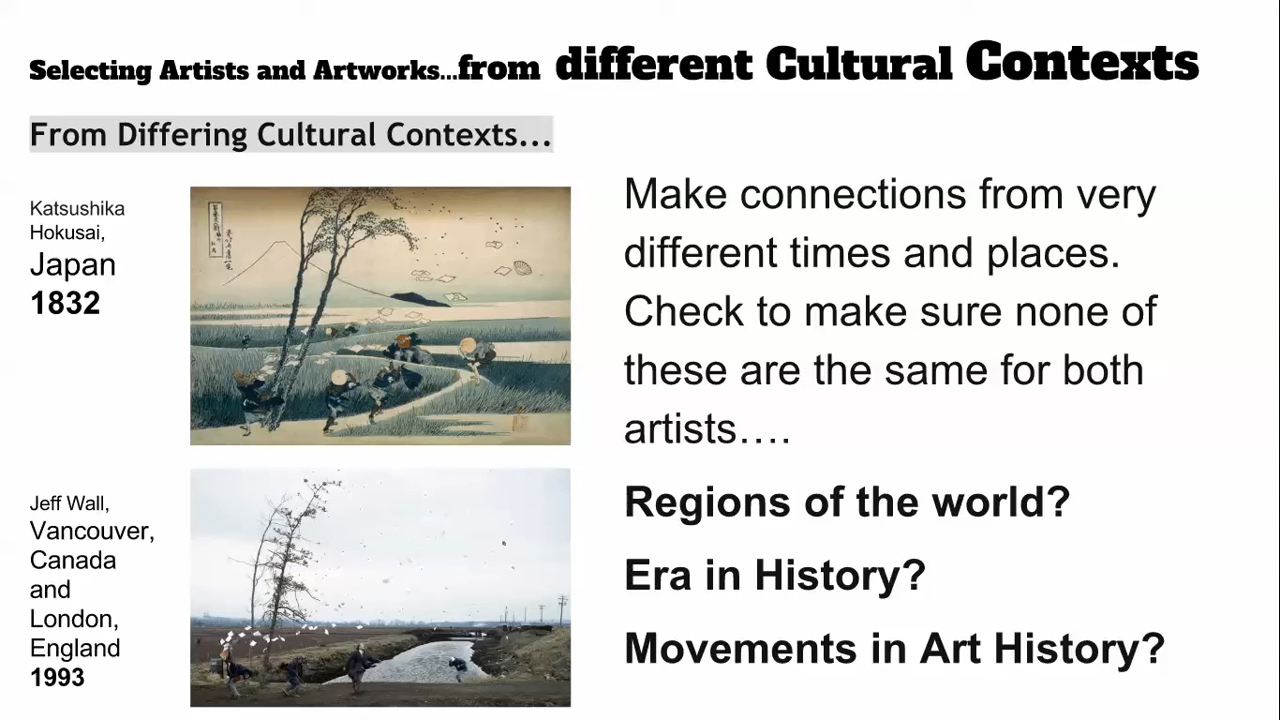 Selecting Artists and Artworks...from different Cultural Contexts
From Differing Cultural Contexts...
Katsushika
Hokusai,
Japan
1832
Make connections from very
different times and places.
Check to make sure none of
these are the same for both
artists….
Regions of the world?
Era in History?
Movements in Art History?
Jeff Wall,
Vancouver,
Canada
and
London,
England
1993